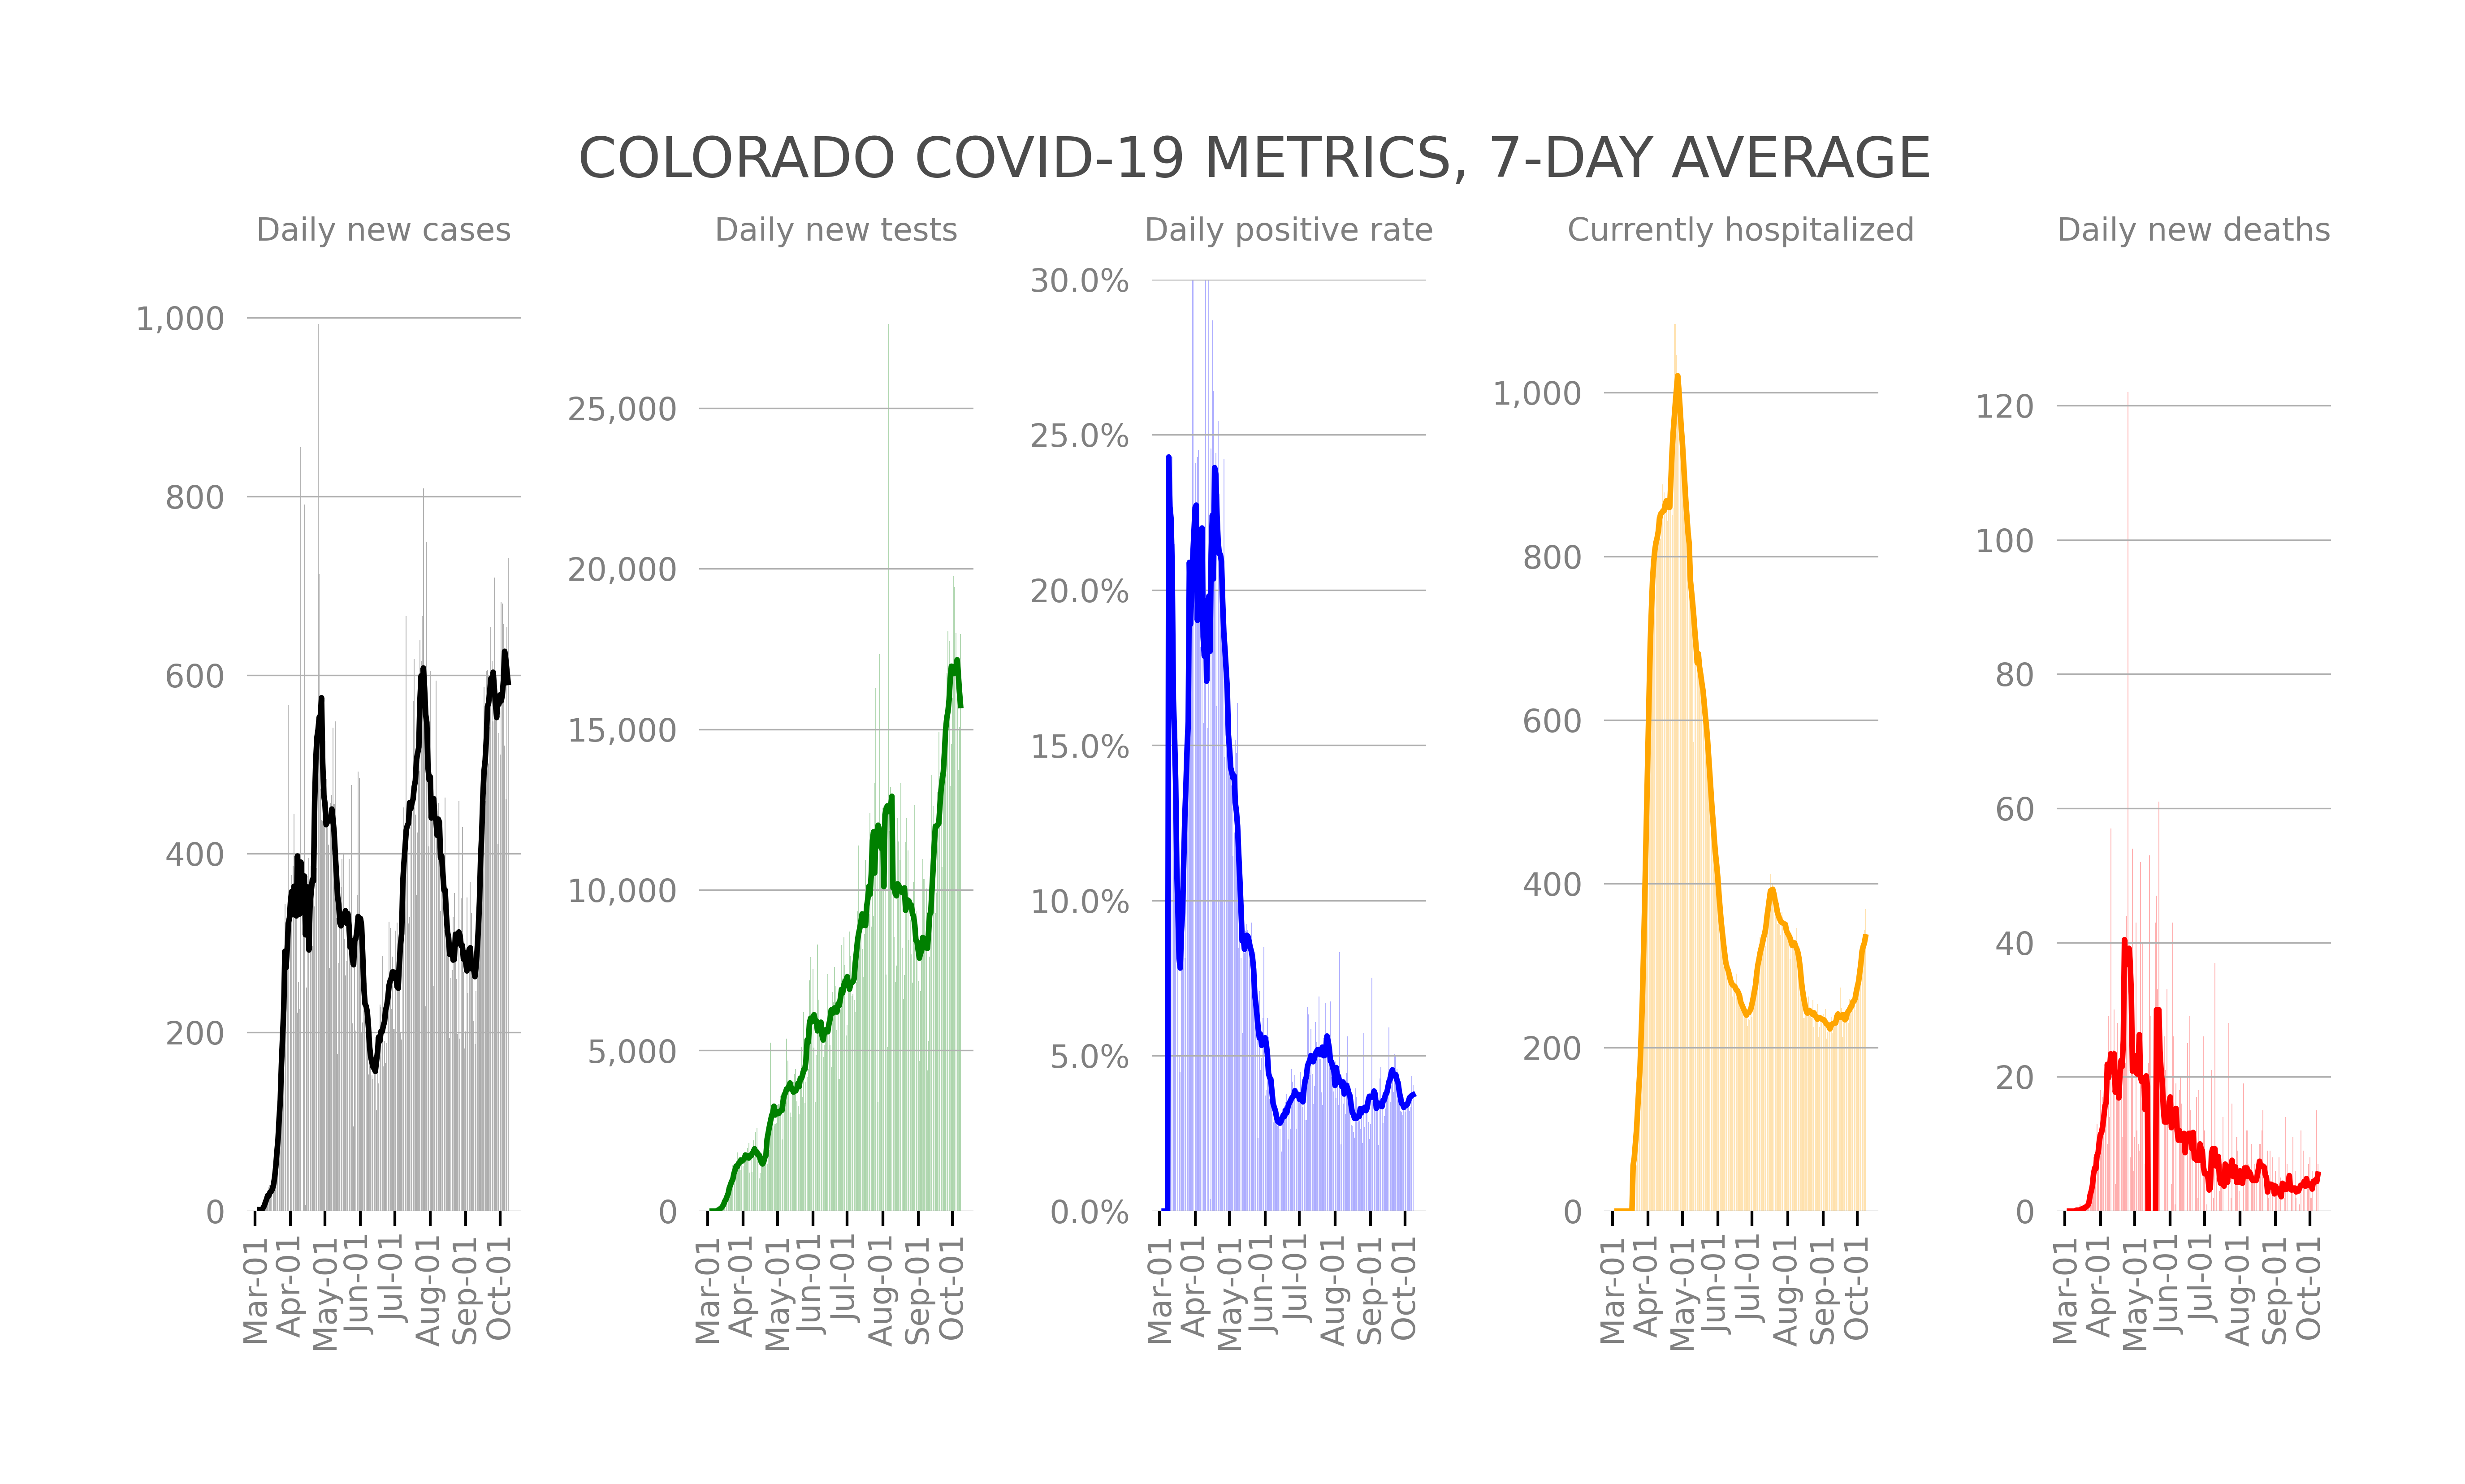 COLORADO COVID-19 METRICS, 7-DAY AVERAGE
Daily new cases
1,000
800
600
400
200
0
Mar-01
Apr-01
May-01
Jun-01
Jul-01
Aug-01
Sep-01
Oct-01
Daily new tests
25,000
20,000
15,000
10,000
5,000
0
Mar-01
Apr-01
May-01
Jun-01
Jul-01
Aug-01
Sep-01
Oct-01
Daily positive rate
30.0%
25.0%
20.0%
15.0%
10.0%
5.0%
0.0%
Mar-01
Apr-01
May-01
Jun-01
Jul-01
Aug-01
Sep-01
Oct-01
Currently hospitalized
1,000
800
600
400
200
0
Mar-01
Apr-01
May-01
Jun-01
Jul-01
Aug-01
Sep-01
Oct-01
Daily new deaths
120
100
80
60
40
20
0
Mar-01
Apr-01
May-01
Jun-01
Jul-01
Aug-01
Sep-01
Oct-01